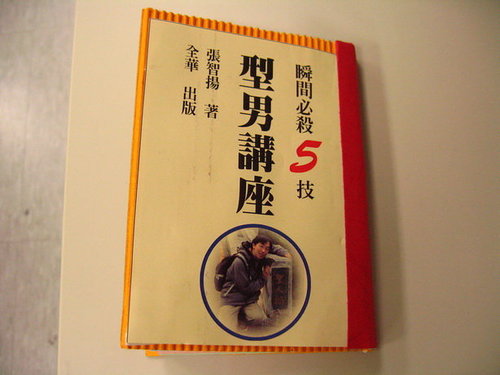 瞬間必殺5技
型男講座
張智揚 著
全華 出版